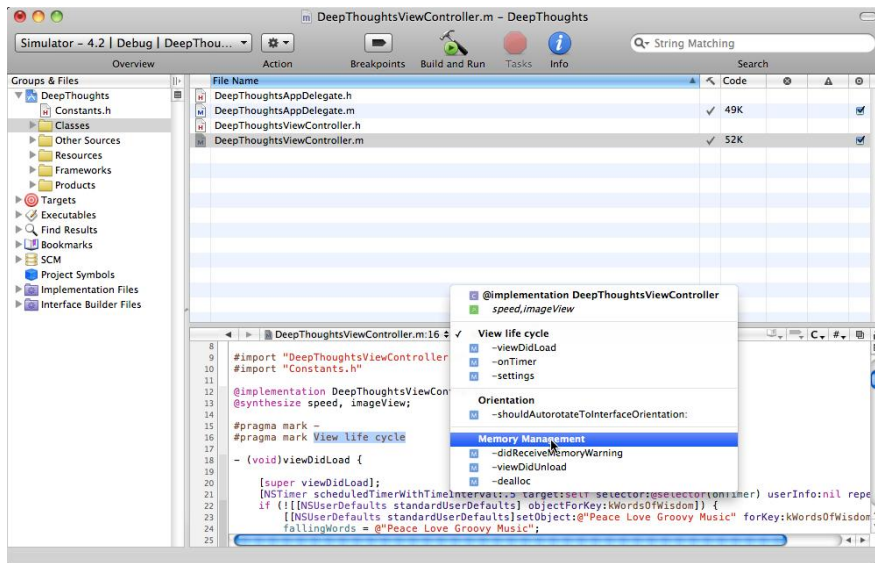 DeepThoughtsViewController.m – DeepThoughts
Simulator – 4.2 | Debug | DeepThou...
String Matching
Overview
Action
Breakpoints
Build and Run
Tasks
Info
Search
Groups & Files
File Name
Code
DeepThoughts
Constants.h
Classes
Other Sources
Resources
Frameworks
Products
Targets
Executables
Find Results
Bookmarks
SCM
Project Symbols
Implementation Files
Interface Builder Files
DeepThoughtsAppDelegate.h
DeepThoughtsAppDelegate.m 49K
DeepThoughtsViewController.h
DeepThoughtsViewController.m 52K
DeepThoughtsViewController.m:16
C #
@implementation DeepThoughtsViewController
speed,imageView
✓ View life cycle
M -viewDidLoad
M -onTimer
M -settings
Orientation
M -shouldAutorotateToInterfaceOrientation:
Memory Management
M -didReceiveMemoryWarning
M -viewDidUnload
M -dealloc
8
9 #import "DeepThoughtsViewController
10 #import "Constants.h"
11
12 @implementation DeepThoughtsViewCon
13 @synthesize speed, imageView;
14
15 #pragma mark -
16 #pragma mark View life cycle
17
18 - (void)viewDidLoad {
19
20 [super viewDidLoad];
21 [NSTimer scheduledTimerWithTimeInterval:.5 target:self selector:@selector(onTimer) userInfo:nil repe
22 if (![[NSUserDefaults standardUserDefaults] objectForKey:kWordsOfWisdom]) {
23 [[NSUserDefaults standardUserDefaults]setObject:@"Peace Love Groovy Music" forKey:kWordsOfWisdom
24 fallingWords = @"Peace Love Groovy Music";
25